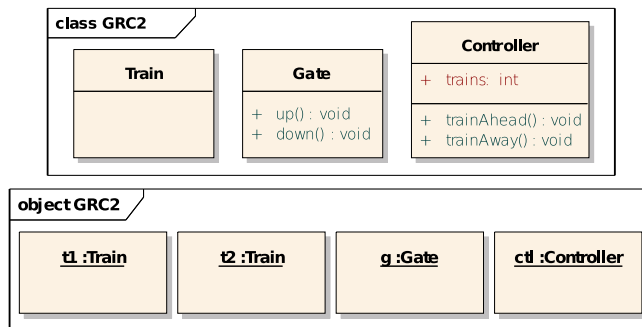 class GRC2
Train
Gate
+ up() : void
+ down() : void
Controller
+ trains: int
+ trainAhead() : void
+ trainAway() : void
object GRC2
t1 :Train
t2 :Train
g :Gate
ctl :Controller